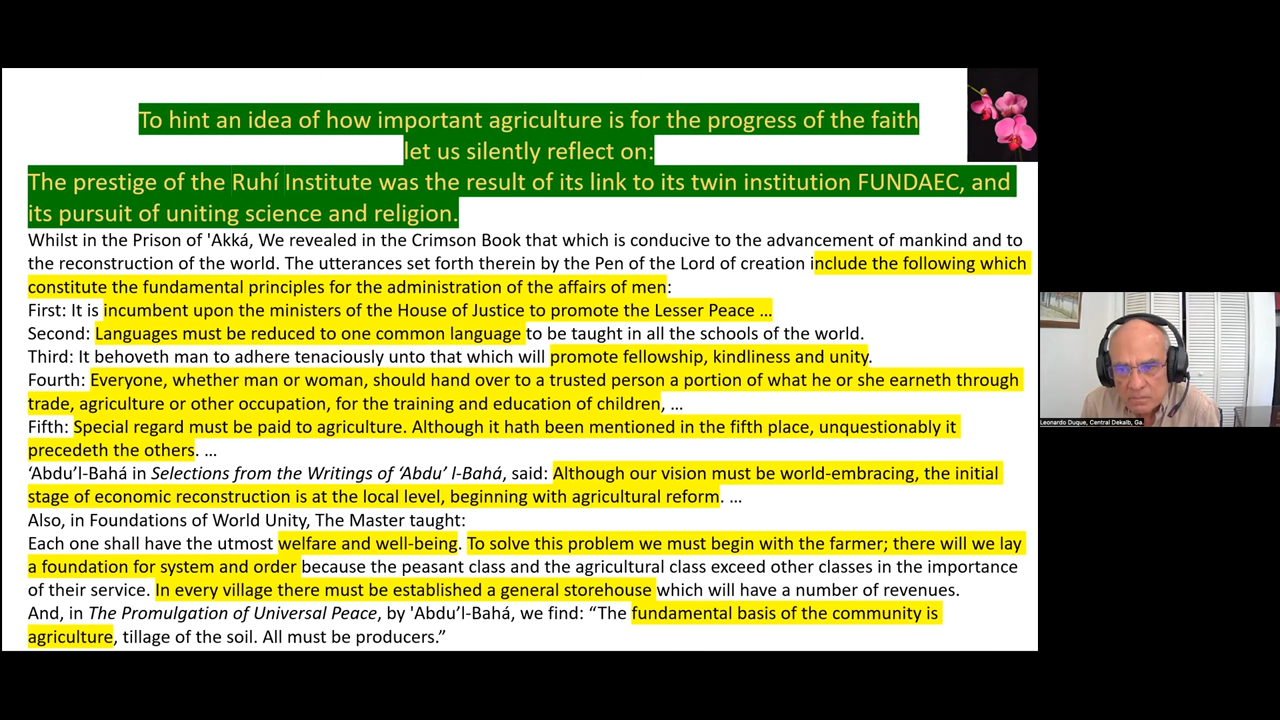 To hint an idea of how important agriculture is for the progress of the faith
let us silently reflect on:
The prestige of the Ruhí Institute was the result of its link to its twin institution FUNDAEC, and
its pursuit of uniting science and religion.
Whilst in the Prison of 'Akká, We revealed in the Crimson Book that which is conducive to the advancement of mankind and to
the reconstruction of the world. The utterances set forth therein by the Pen of the Lord of creation include the following which
constitute the fundamental principles for the administration of the affairs of men:
First: It is incumbent upon the ministers of the House of Justice to promote the Lesser Peace …
Second: Languages must be reduced to one common language to be taught in all the schools of the world.
Third: It behoveth man to adhere tenaciously unto that which will promote fellowship, kindliness and unity.
Fourth: Everyone, whether man or woman, should hand over to a trusted person a portion of what he or she earneth through
trade, agriculture or other occupation, for the training and education of children, …
Fifth: Special regard must be paid to agriculture. Although it hath been mentioned in the fifth place, unquestionably it
precedeth the others. …
‘Abdu’l-Bahá in Selections from the Writings of ‘Abdu’ l-Bahá, said: Although our vision must be world-embracing, the initial
stage of economic reconstruction is at the local level, beginning with agricultural reform. …
Also, in Foundations of World Unity, The Master taught:
Each one shall have the utmost welfare and well-being. To solve this problem we must begin with the farmer; there will we lay
a foundation for system and order because the peasant class and the agricultural class exceed other classes in the importance
of their service. In every village there must be established a general storehouse which will have a number of revenues.
And, in The Promulgation of Universal Peace, by 'Abdu’l-Bahá, we find: “The fundamental basis of the community is
agriculture, tillage of the soil. All must be producers.”
Leonardo Duque, Central Dekalb, Ga.